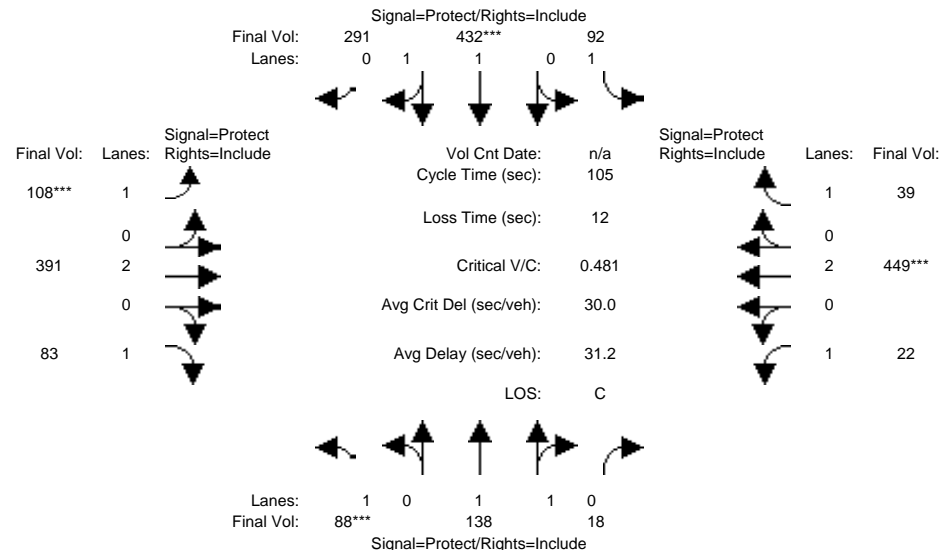 Signal=Protect/Rights=Include
Final Vol: 291 432*** 92
Lanes: 0 1 1 0 1
Signal=Protect Signal=Protect
Final Vol: Lanes: Rights=Include Vol Cnt Date: n/a Rights=Include Lanes: Final Vol:
Cycle Time (sec): 105
108*** 1 1 39
Loss Time (sec): 12
0 0
391 2 Critical V/C: 0.481 2 449***
0 Avg Crit Del (sec/veh): 30.0 0
83 1 Avg Delay (sec/veh): 31.2 1 22
LOS: C
Lanes: 1 0 1 1 0
Final Vol: 88*** 138 18
Signal=Protect/Rights=Include